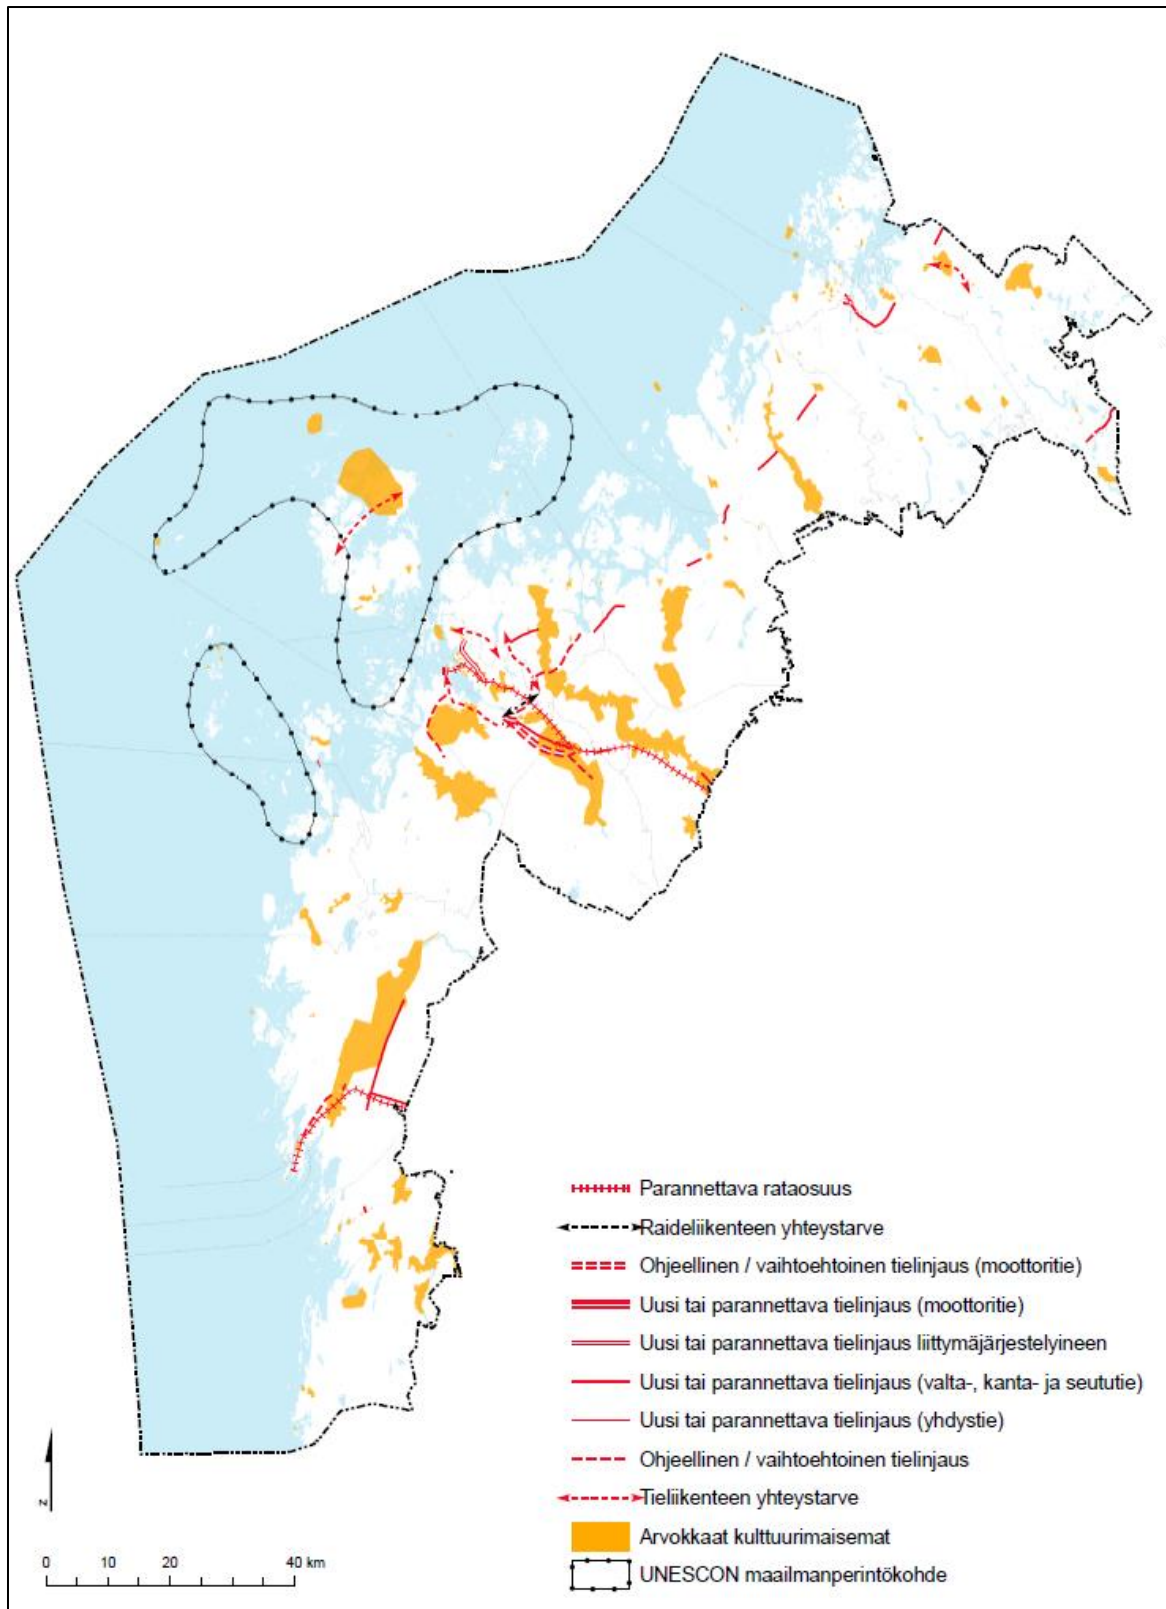 Parannettava rataosuus
Raideliikenteen yhteystarve
Ohjeellinen / vaihtoehtoinen tielinjaus (moottoritie)
Uusi tai parannettava tielinjaus (moottoritie)
Uusi tai parannettava tielinjaus liittymäjärjestelyineen
Uusi tai parannettava tielinjaus (valta-, kanta- ja seututie)
Uusi tai parannettava tielinjaus (yhdystie)
Ohjeellinen / vaihtoehtoinen tielinjaus
Tieliikenteen yhteystarve
Arvokkaat kulttuurimaisemat
UNESCON maailmanperintökohde
N
0 10 20 40 km